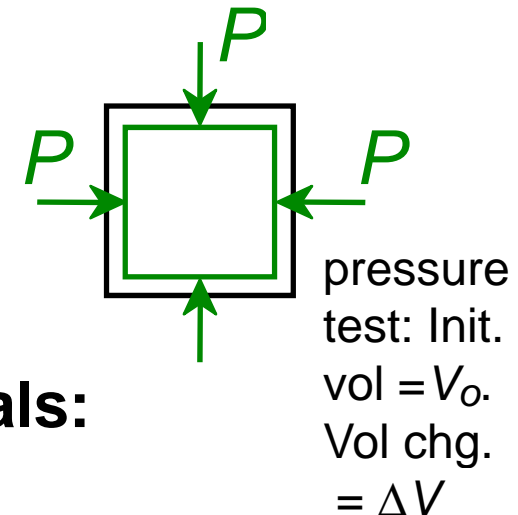 P
P
P
pressure
test: Init.
vol = Vo.
Vol chg.
= ΔV
als: